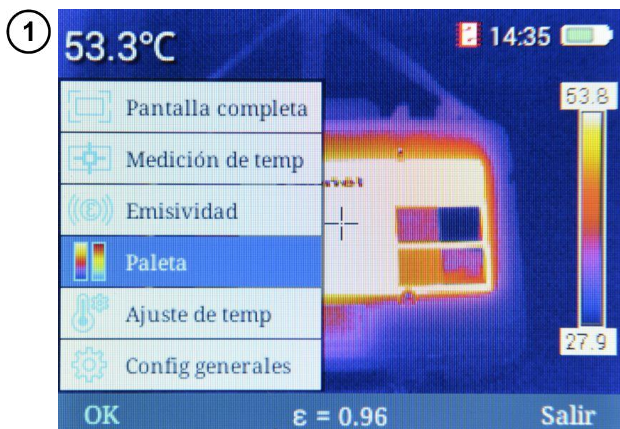 1
53.3°C
14:35
53.8
Pantalla completa
Medición de temp
((ε)) Emisividad
Paleta
Ajuste de temp
Config generales
27.9
OK ε = 0.96 Salir